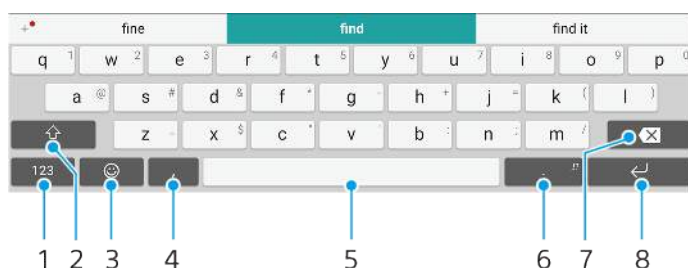 fine find find it
q 1 w 2 e 3 r 4 t 5 y 6 u 7 i 8 o 9 p 0
a @ s # d & f * g - h + j = k ( l )
z x $ c v b : n ; m /
123 , . !?
1 2 3 4 5 6 7 8